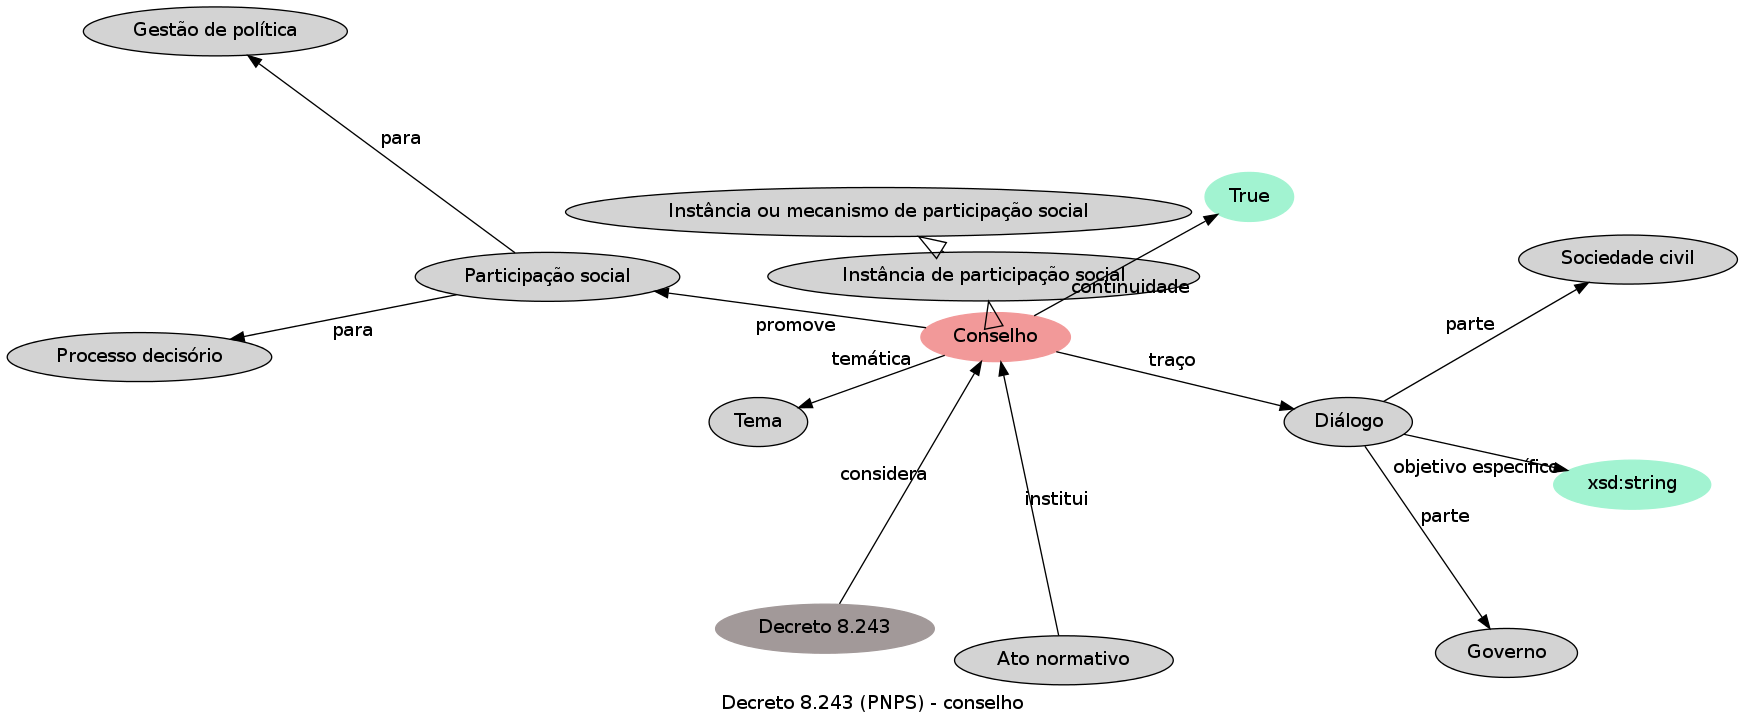 Gestão de política
para
True
Instância ou mecanismo de participação social
Sociedade civil
Participação social
Instância de participação social
continuidade
parte
promove
para
Conselho
Processo decisório
temática
traço
Tema
Diálogo
considera
objetivo específico
xsd:string
institui
parte
Decreto 8.243
Ato normativo
Governo
Decreto 8.243 (PNPS) - conselho